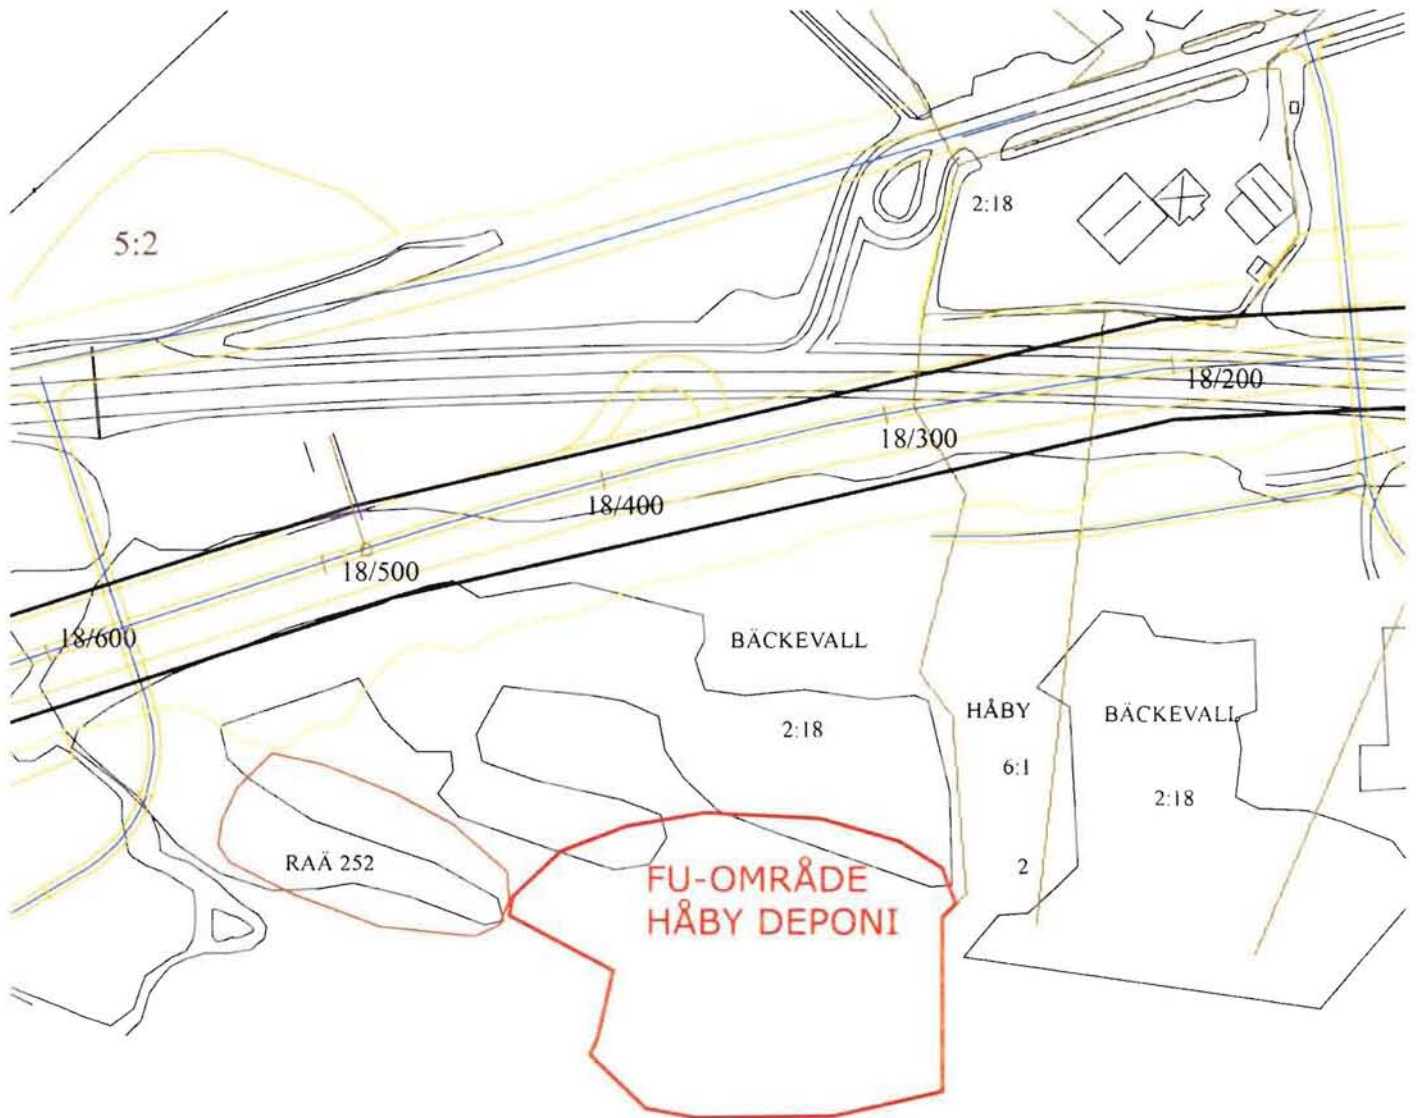 2:18
5:2
18/200
18/300
18/400
18/500
18/600
BÄCKEVALL
2:18
HÅBY
6:1
2
BÄCKEVALL
2:18
RAÄ 252
FU-OMRÅDE
HÅBY DEPONI